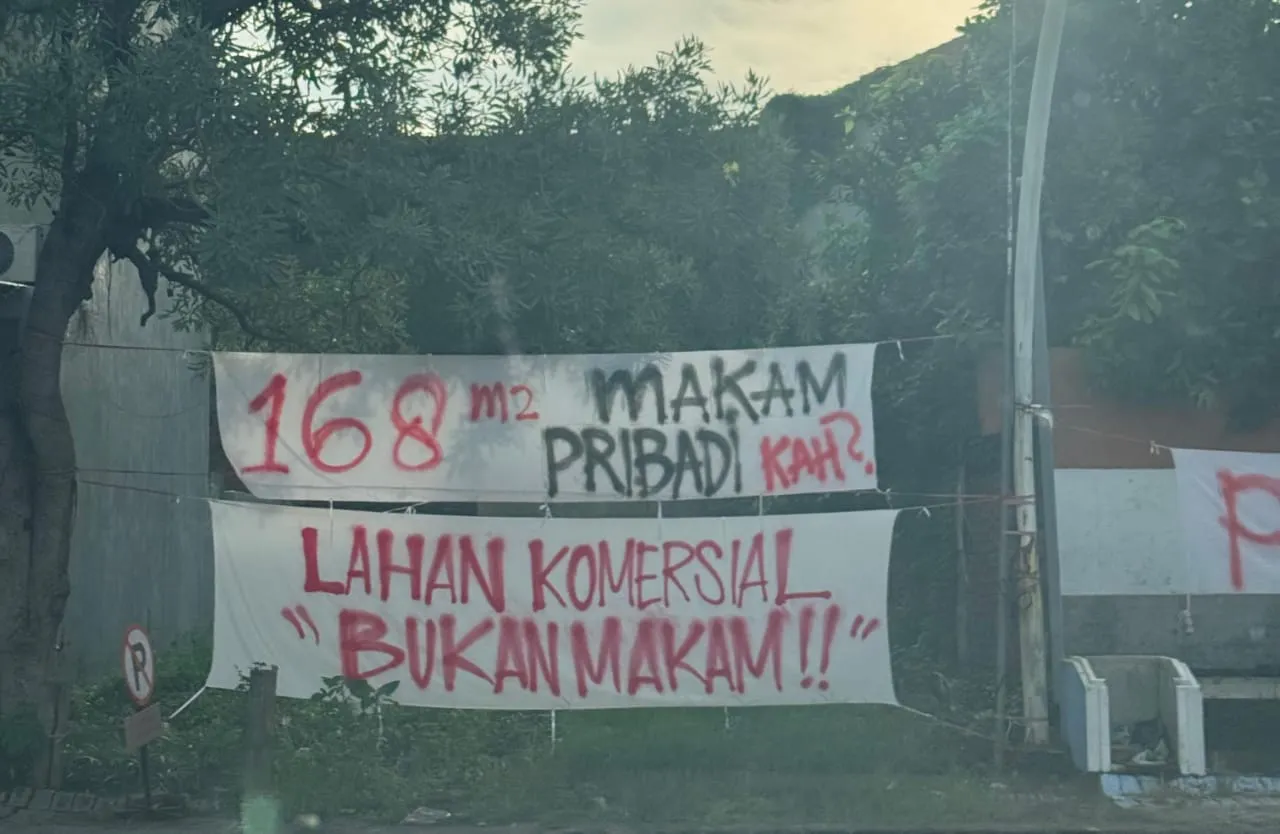 168 m2 MAKAM
PRIBADI KAH?
LAHAN KOMERSIAL
"BUKAN MAKAM!!"
P
P